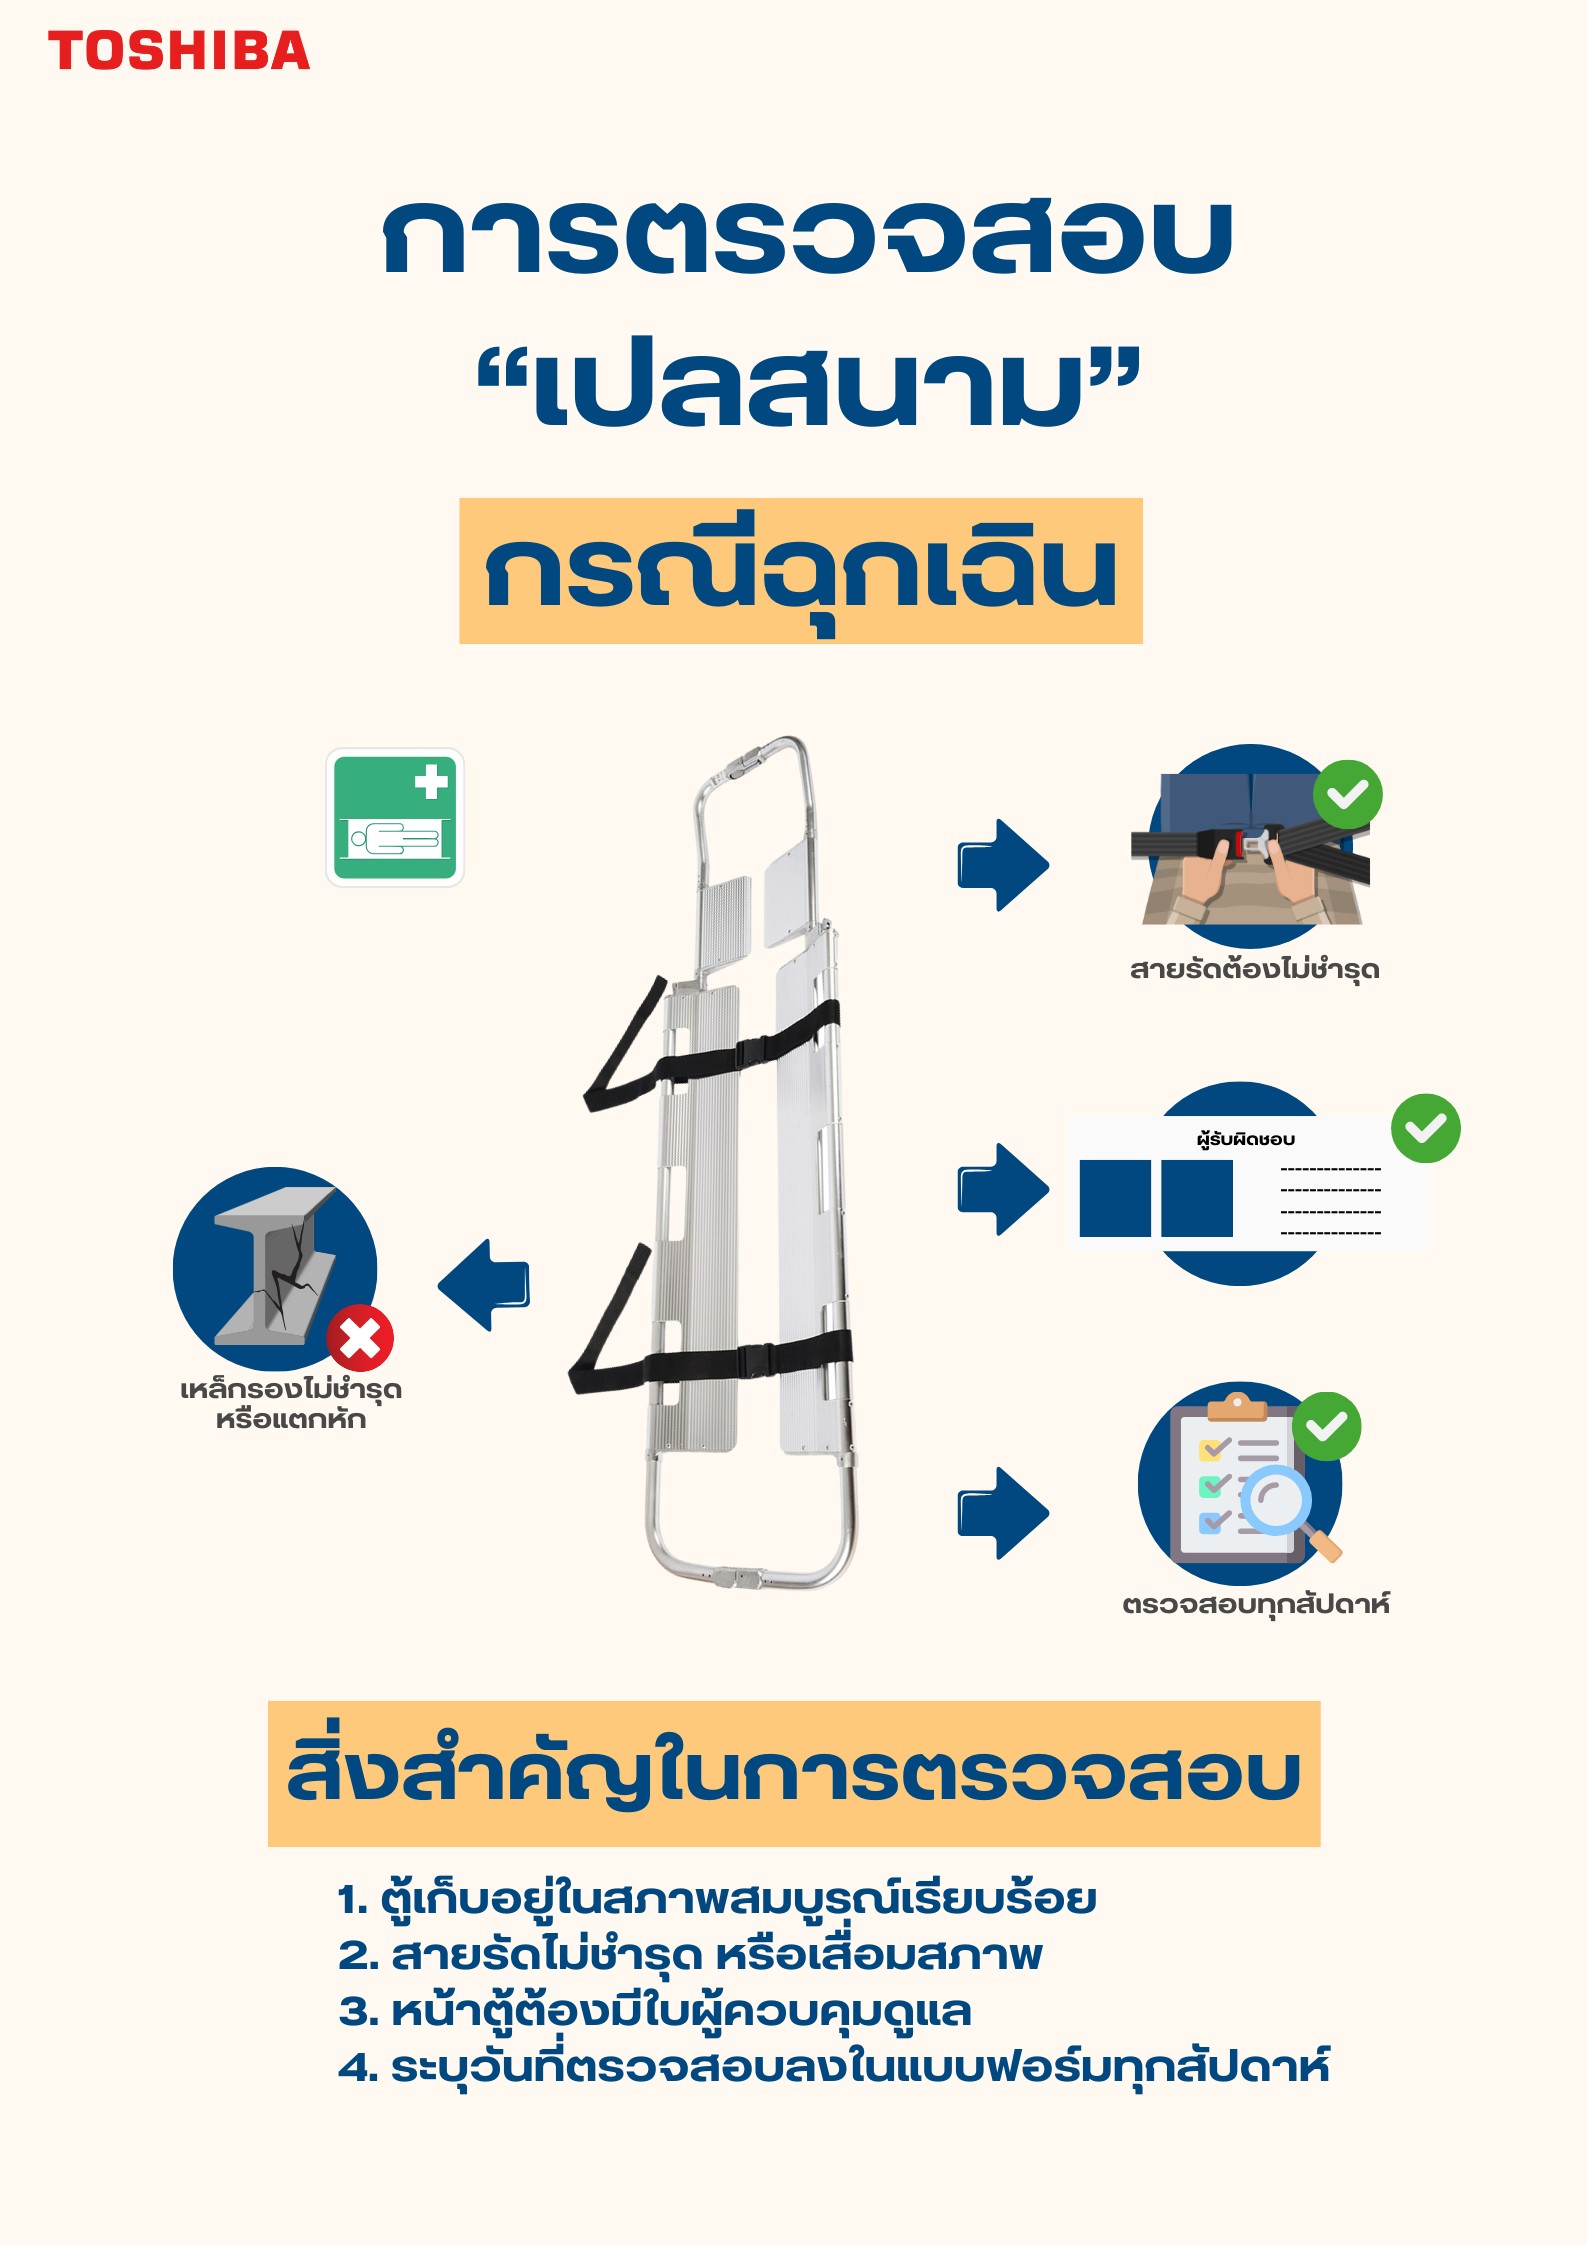 TOSHIBA
การตรวจสอบ
“เปลสนาม”
กรณีฉุกเฉิน
สายรัดต้องไม่ชำรุด
ผู้รับผิดชอบ
เหล็กรองไม่ชำรุด
หรือแตกหัก
ตรวจสอบทุกสัปดาห์
สิ่งสำคัญในการตรวจสอบ
1. ตู้เก็บอยู่ในสภาพสมบูรณ์เรียบร้อย
2. สายรัดไม่ชำรุด หรือเสื่อมสภาพ
3. หน้าตู้ต้องมีใบผู้ควบคุมดูแล
4. ระบุวันที่ตรวจสอบลงในแบบฟอร์มทุกสัปดาห์